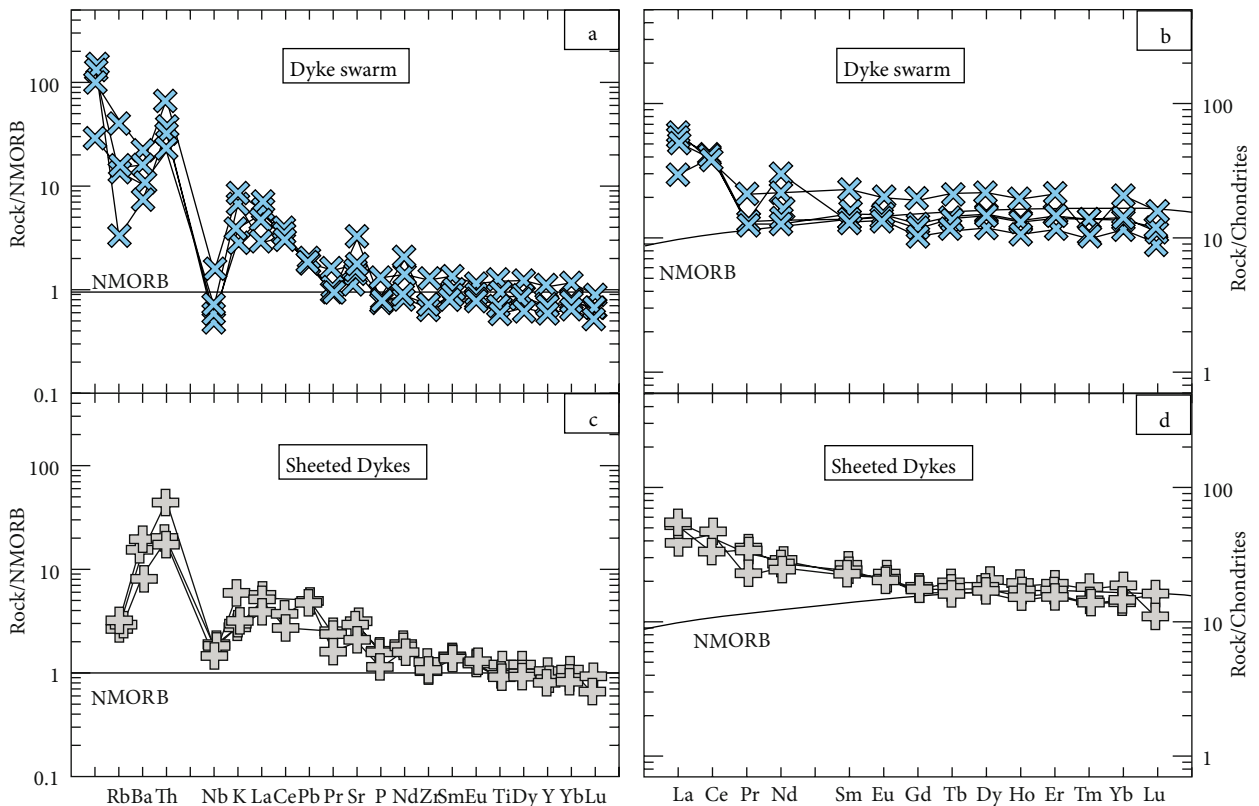 a
Dyke swarm
100
10
1
0.1
Rock/NMORB
NMORB
b
Dyke swarm
100
10
1
Rock/Chondrites
NMORB
c
Sheeted Dykes
100
10
1
0.1
Rock/NMORB
NMORB
Rb Ba Th Nb K La Ce Pb Pr Sr P Nd Zr Sm Eu Ti Dy Y Yb Lu
d
Sheeted Dykes
100
10
1
Rock/Chondrites
NMORB
La Ce Pr Nd Sm Eu Gd Tb Dy Ho Er Tm Yb Lu